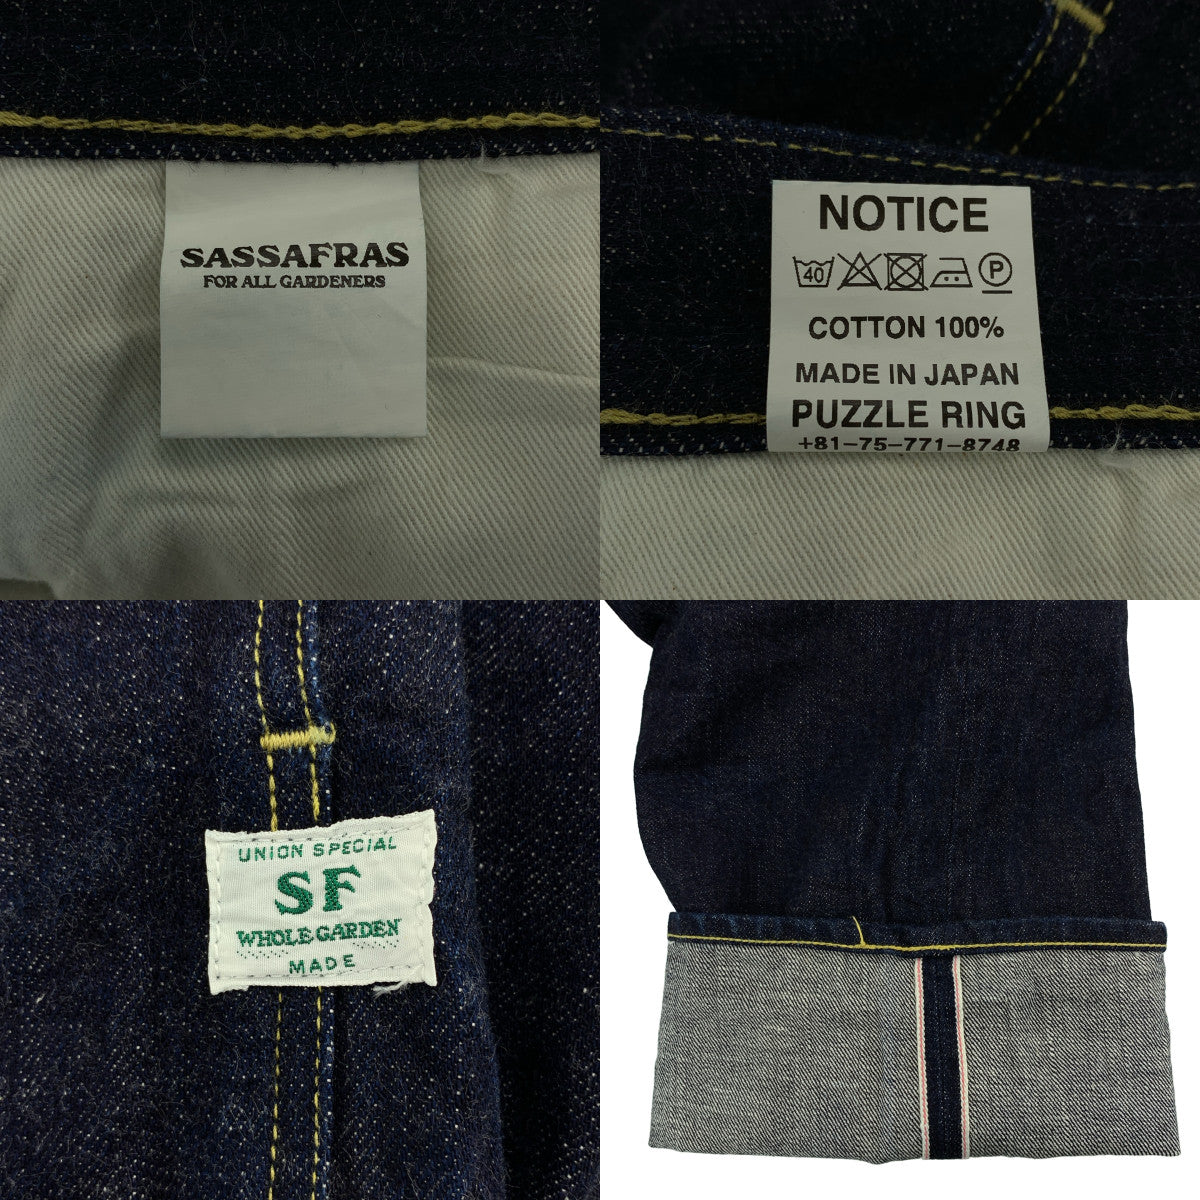 SASSAFRAS
FOR ALL GARDENERS
NOTICE
40 P
COTTON 100%
MADE IN JAPAN
PUZZLE RING
+81-75-771-8748
UNION SPECIAL
SF
WHOLE GARDEN
MADE